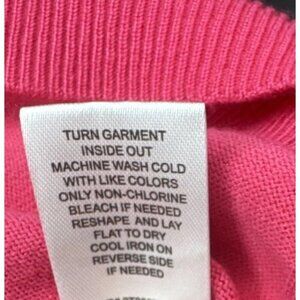 TURN GARMENT
INSIDE OUT
MACHINE WASH COLD
WITH LIKE COLORS
ONLY NON-CHLORINE
BLEACH IF NEEDED
RESHAPE AND LAY
FLAT TO DRY
COOL IRON ON
REVERSE SIDE
IF NEEDED